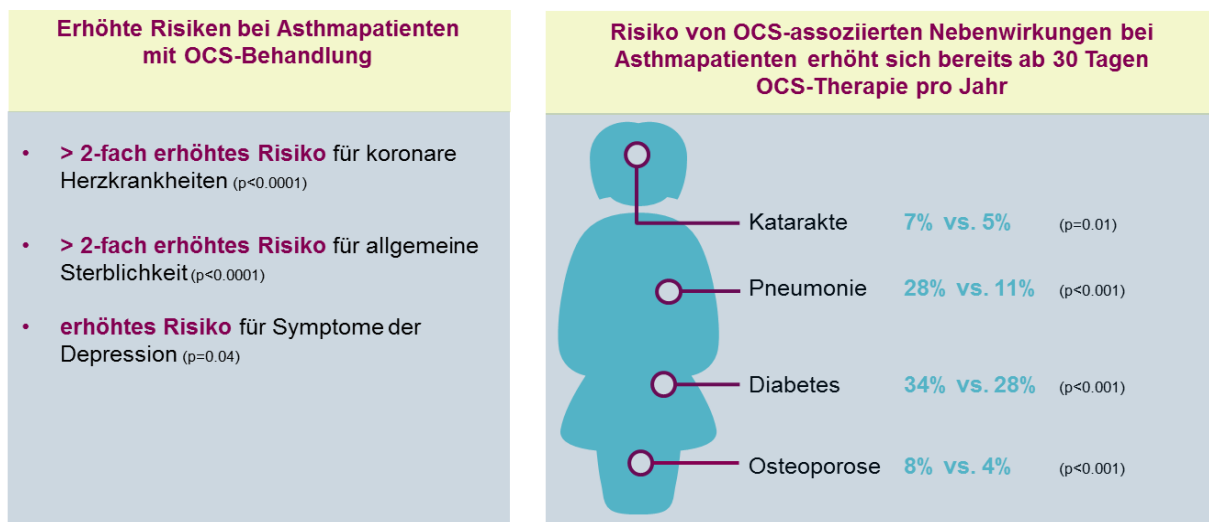 Erhöhte Risiken bei Asthmapatienten
mit OCS-Behandlung
• > 2-fach erhöhtes Risiko für koronare
Herzkrankheiten (p<0.0001)
• > 2-fach erhöhtes Risiko für allgemeine
Sterblichkeit (p<0.0001)
• erhöhtes Risiko für Symptome der
Depression (p=0.04)
Risiko von OCS-assoziierten Nebenwirkungen bei
Asthmapatienten erhöht sich bereits ab 30 Tagen
OCS-Therapie pro Jahr
Katarakte 7% vs. 5% (p=0.01)
Pneumonie 28% vs. 11% (p<0.001)
Diabetes 34% vs. 28% (p<0.001)
Osteoporose 8% vs. 4% (p<0.001)